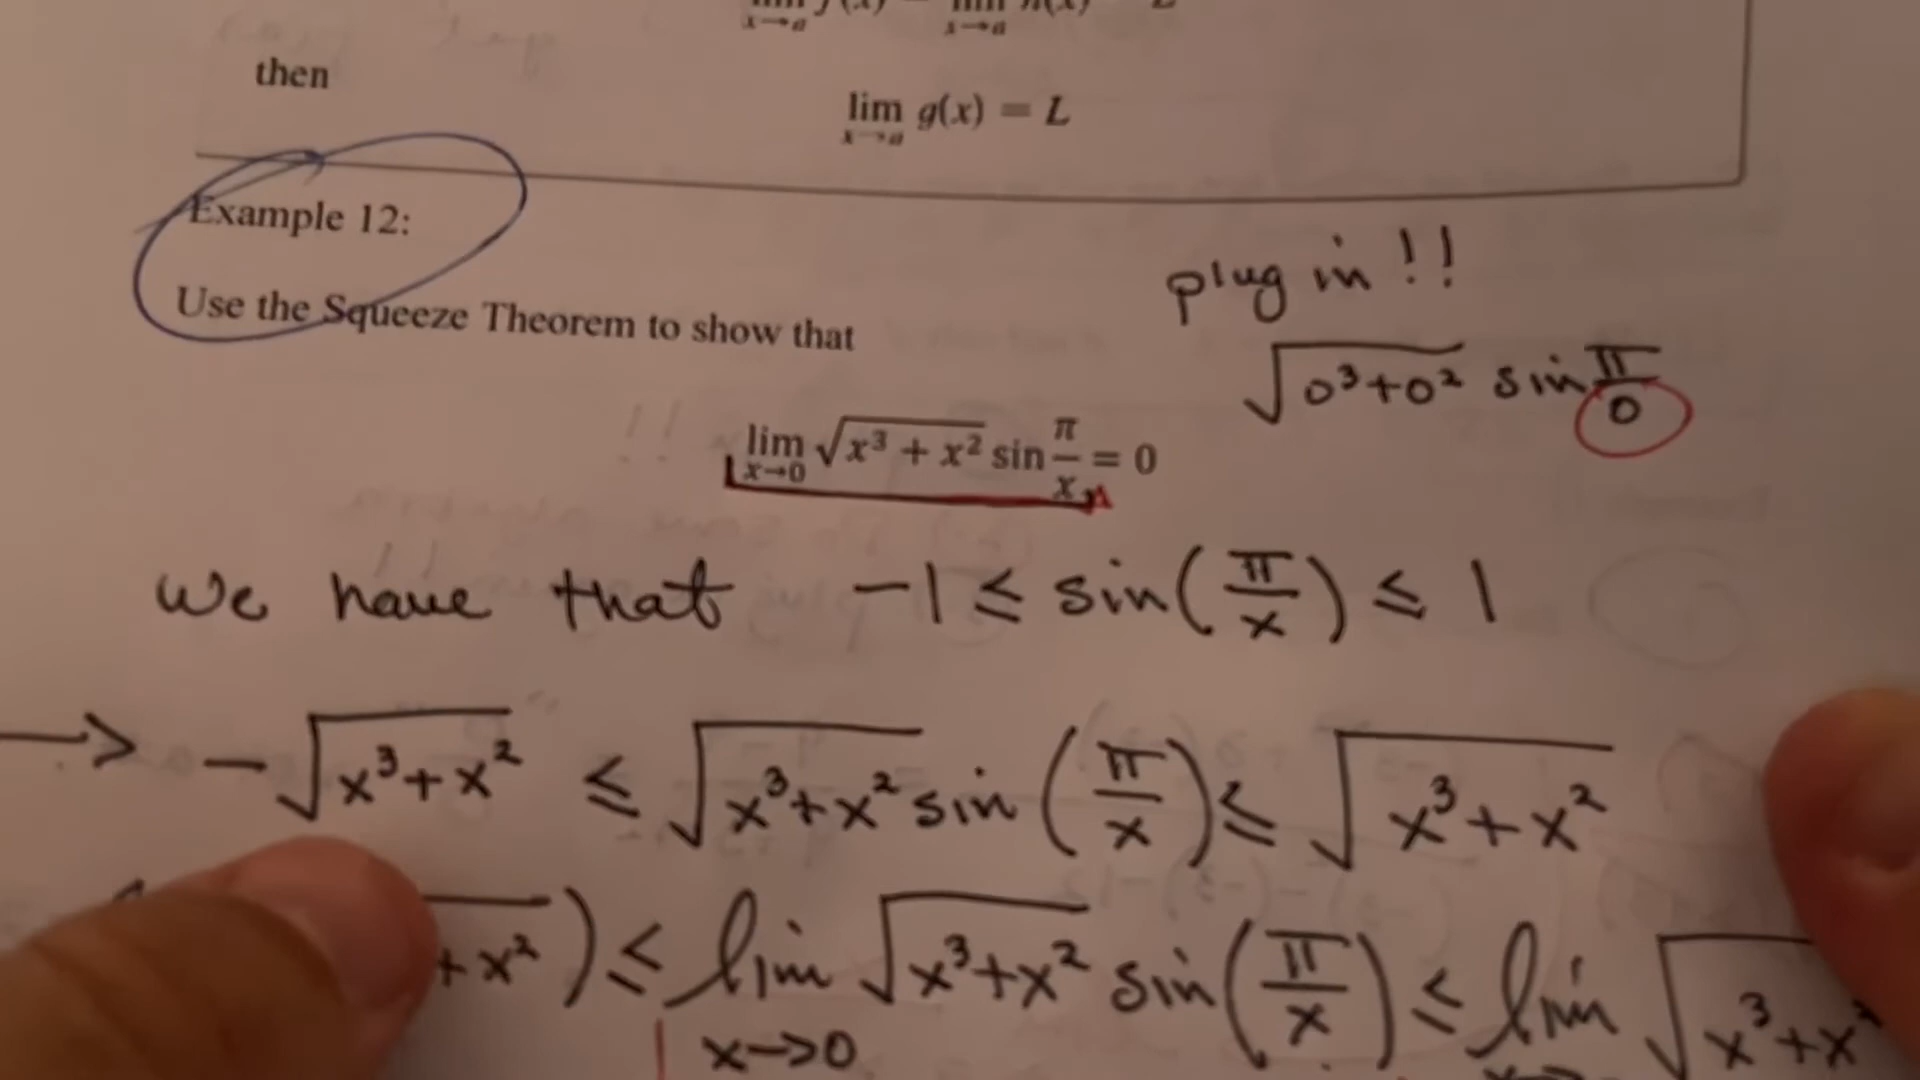 then
lim g(x) = L
x→a
Example 12:
plug in !!
Use the Squeeze Theorem to show that
√0³+0² sin π/0
lim √x³ + x² sin π/x = 0
x→0
we have that -1 ≤ sin(π/x) ≤ 1
→ -√x³+x² ≤ √x³+x² sin (π/x) ≤ √x³+x²
+x²) ≤ lim √x³+x² sin(π/x) ≤ lim √x³+x²
x→0